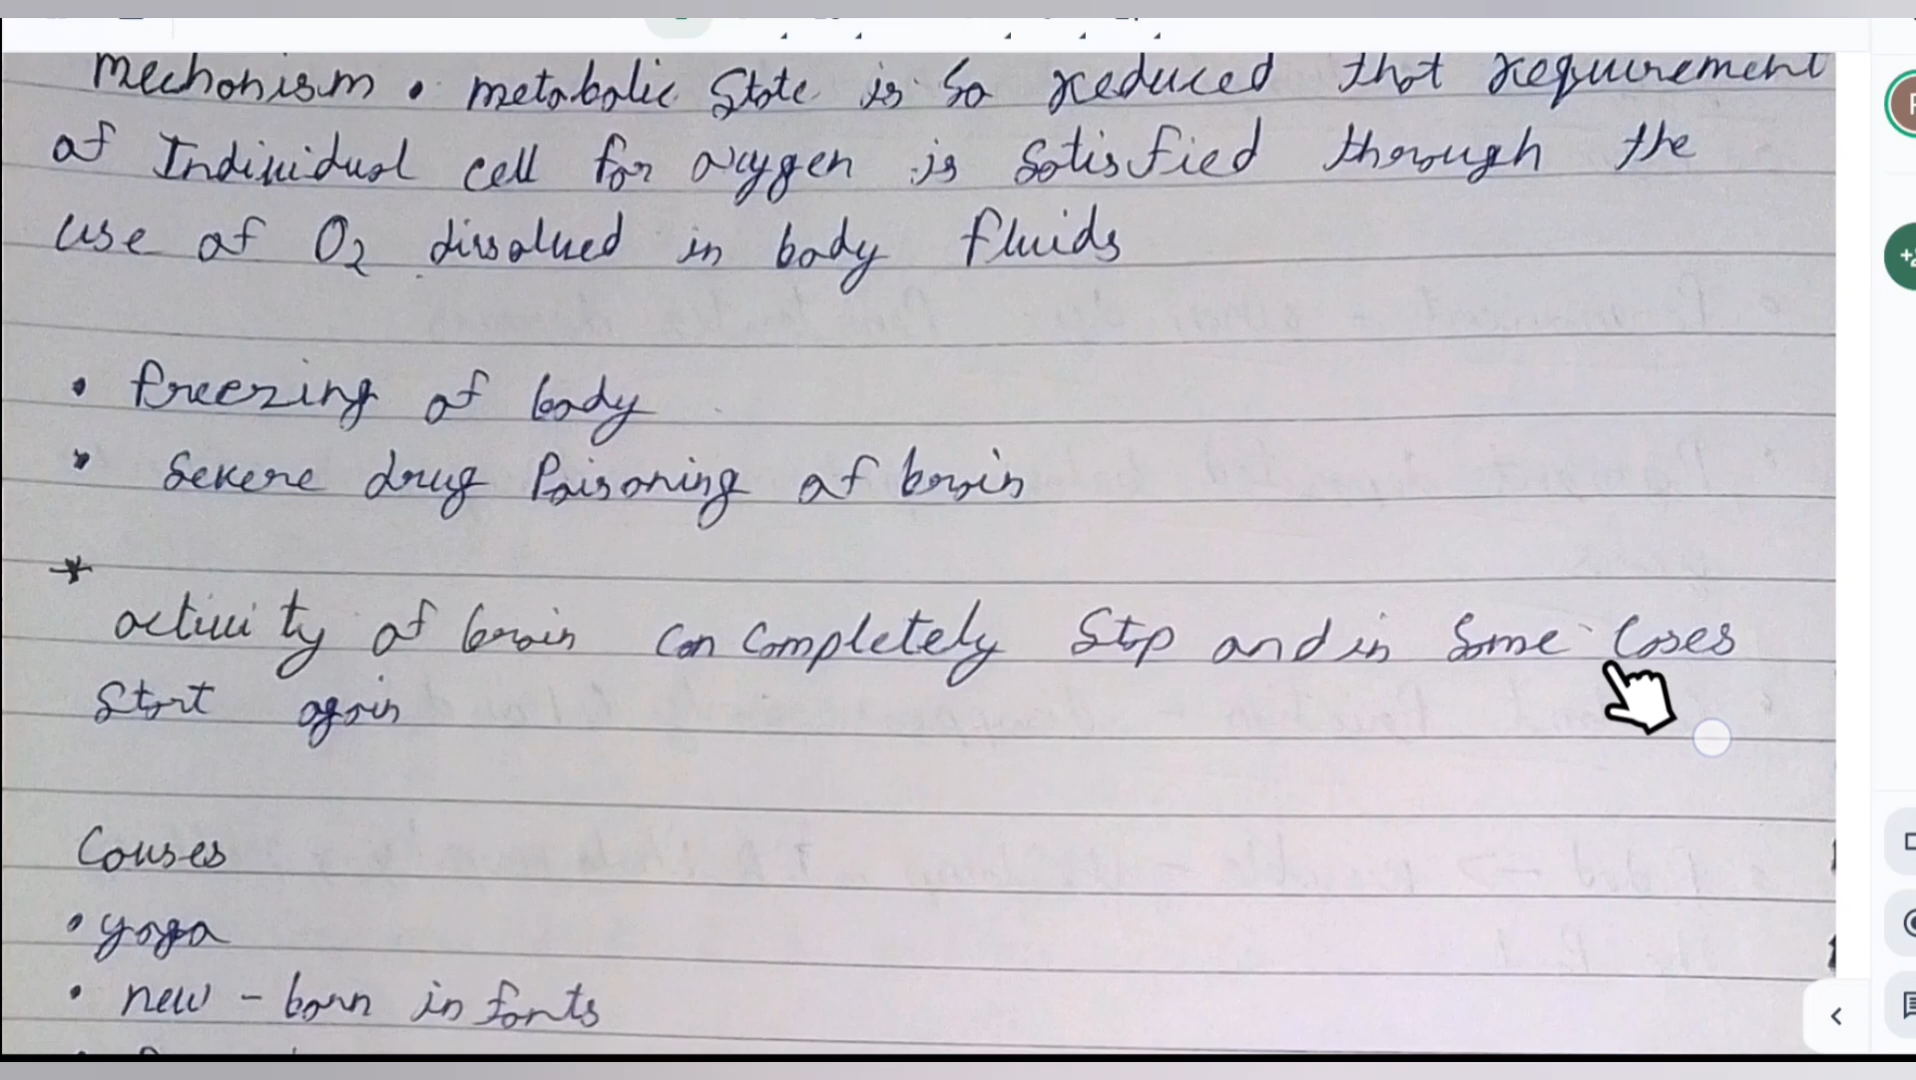 Mechanism • metabolic State is so reduced that requirement
of Individual cell for oxygen is satisfied through the
use of O2 dissolved in body fluids
• freezing of body
• Severe drug Poisoning of brain
*
activity of brain can completely Stop and in Some Cases
Start again
Causes
• yoga
• new - born infants